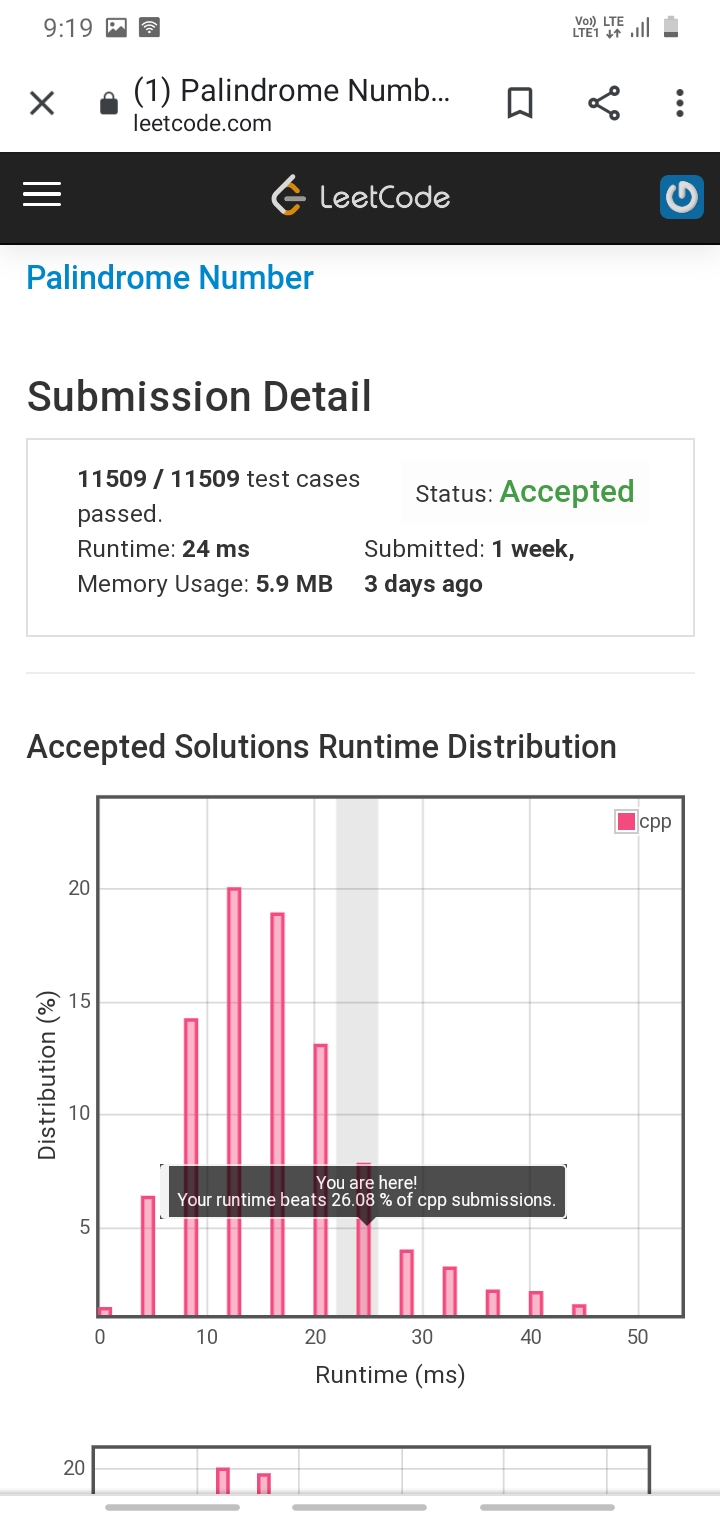 9:19
Vo)) LTE
LTE1
(1) Palindrome Numb...
leetcode.com
LeetCode
Palindrome Number
Submission Detail
11509 / 11509 test cases
passed.
Status: Accepted
Runtime: 24 ms
Submitted: 1 week,
Memory Usage: 5.9 MB
3 days ago
Accepted Solutions Runtime Distribution
cpp
20
15
10
5
Distribution (%)
You are here!
Your runtime beats 26.08 % of cpp submissions.
0 10 20 30 40 50
Runtime (ms)
20